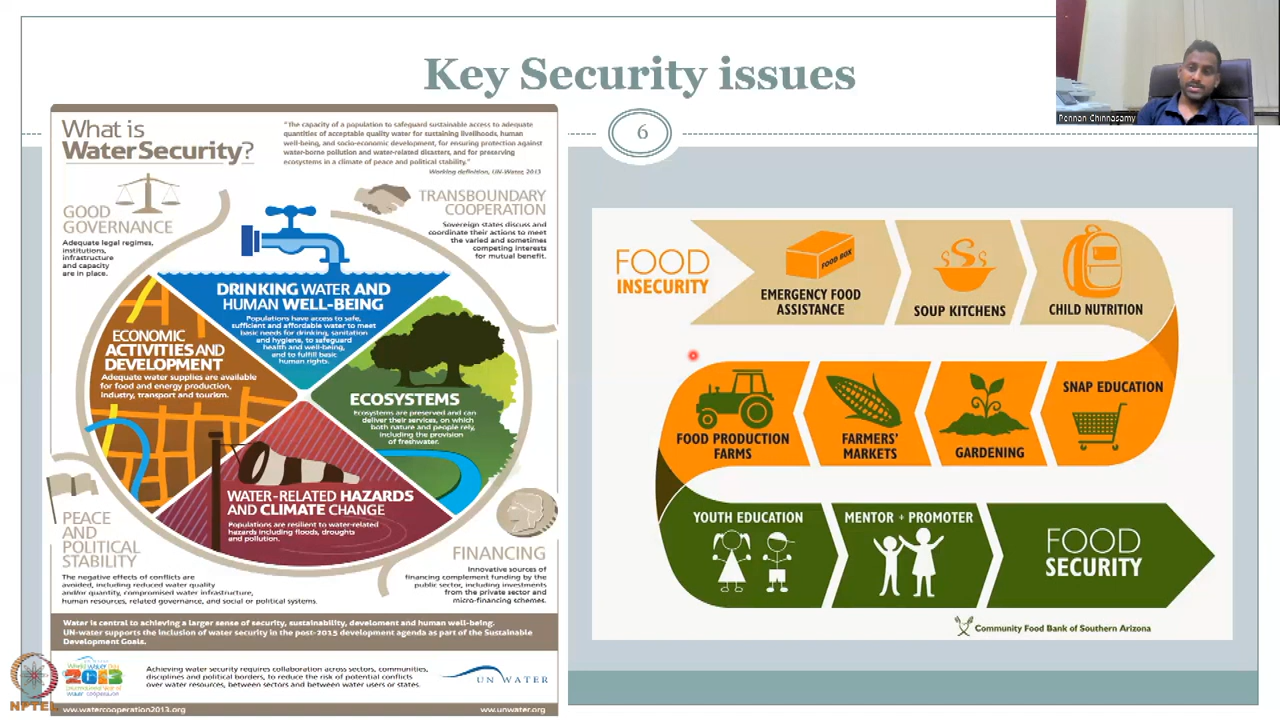 Key Security issues
6
Pennan Chinnasamy
What is
Water Security?
"The capacity of a population to safeguard sustainable access to adequate
quantities of acceptable quality water for sustaining livelihoods, human
well-being, and socio-economic development, for ensuring protection against
water-borne pollution and water-related disasters, and for preserving
ecosystems in a climate of peace and political stability."
Working definition, UN-Water, 2013
GOOD
GOVERNANCE
Adequate legal regimes,
institutions,
infrastructure
and capacity
are in place.
TRANSBOUNDARY
COOPERATION
Sovereign states discuss and
coordinate their actions to meet
the varied and sometimes
competing interests
for mutual benefit.
DRINKING WATER AND
HUMAN WELL-BEING
Populations have access to safe,
sufficient and affordable water to meet
basic needs for drinking, sanitation
and hygiene, to safeguard
health and well-being,
and to fulfill basic
human rights.
ECONOMIC
ACTIVITIES AND
DEVELOPMENT
Adequate water supplies are available
for food and energy production,
industry, transport and tourism.
ECOSYSTEMS
Ecosystems are preserved and can
deliver their services, on which
both nature and people rely,
including the provision
of freshwater.
WATER-RELATED HAZARDS
AND CLIMATE CHANGE
Populations are resilient to water-related
hazards including floods, droughts
and pollution.
PEACE
AND
POLITICAL
STABILITY
The negative effects of conflicts are
avoided, including reduced water quality
and/or quantity, compromised water infrastructure,
human resources, related governance, and social or political systems.
FINANCING
Innovative sources of
financing complement funding by the
public sector, including investments
from the private sector and
micro-financing schemes.
Water is central to achieving a larger sense of security, sustainability, develoment and human well-being.
UN-water supports the inclusion of water security in the post-2015 development agenda as part of the Sustainable
Development Goals.
2013
Achieving water security requires collaboration across sectors, communities,
disciplines and political borders, to reduce the risk of potential conflicts
over water resources, between sectors and between water users or states.
UN WATER
ww.watercooperation2013.org
www.unwater.org
NPTEL
FOOD
INSECURITY
FOOD BOX
EMERGENCY FOOD
ASSISTANCE
SOUP KITCHENS
CHILD NUTRITION
SNAP EDUCATION
GARDENING
FARMERS'
MARKETS
FOOD PRODUCTION
FARMS
YOUTH EDUCATION
MENTOR + PROMOTER
FOOD
SECURITY
Community Food Bank of Southern Arizona